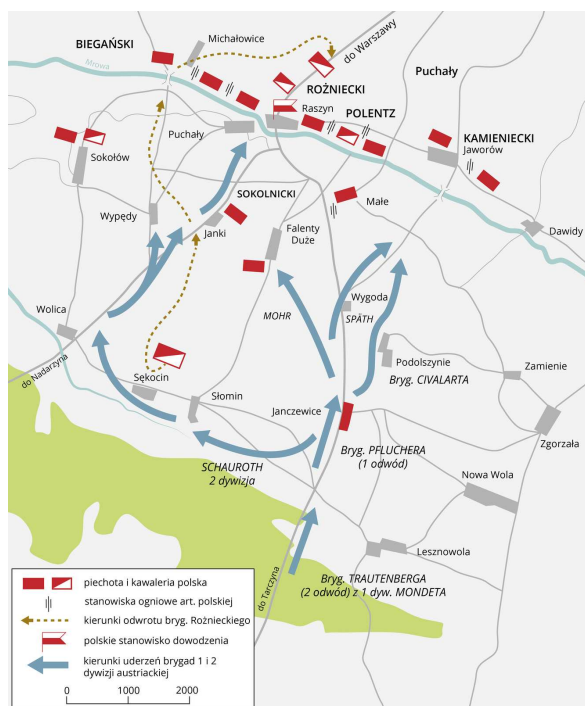 Michałowice
BIEGAŃSKI
do Warszawy
Mrowa
Puchały
ROŻNIECKI
Raszyn
POLENTZ
KAMIENIECKI
Puchały
Jaworów
Sokołów
SOKOLNICKI
Małe
Wypędy
Janki
Falenty
Duże
Dawidy
Wolica
MOHR
Wygoda
SPÄTH
do Nadarzyna
Podolszynie
Zamienie
Sękocin
Bryg. CIVALARTA
Słomin
Janczewice
Zgorzała
SCHAUROTH
2 dywizja
Bryg. PFLUCHERA
(1 odwód)
Nowa Wola
Lesznowola
do Tarczyna
Bryg. TRAUTENBERGA
(2 odwód) z 1 dyw. MONDETA
piechota i kawaleria polska
stanowiska ogniowe art. polskiej
kierunki odwrotu bryg. Rożnieckiego
polskie stanowisko dowodzenia
kierunki uderzeń brygad 1 i 2
dywizji austriackiej
0 1000 2000